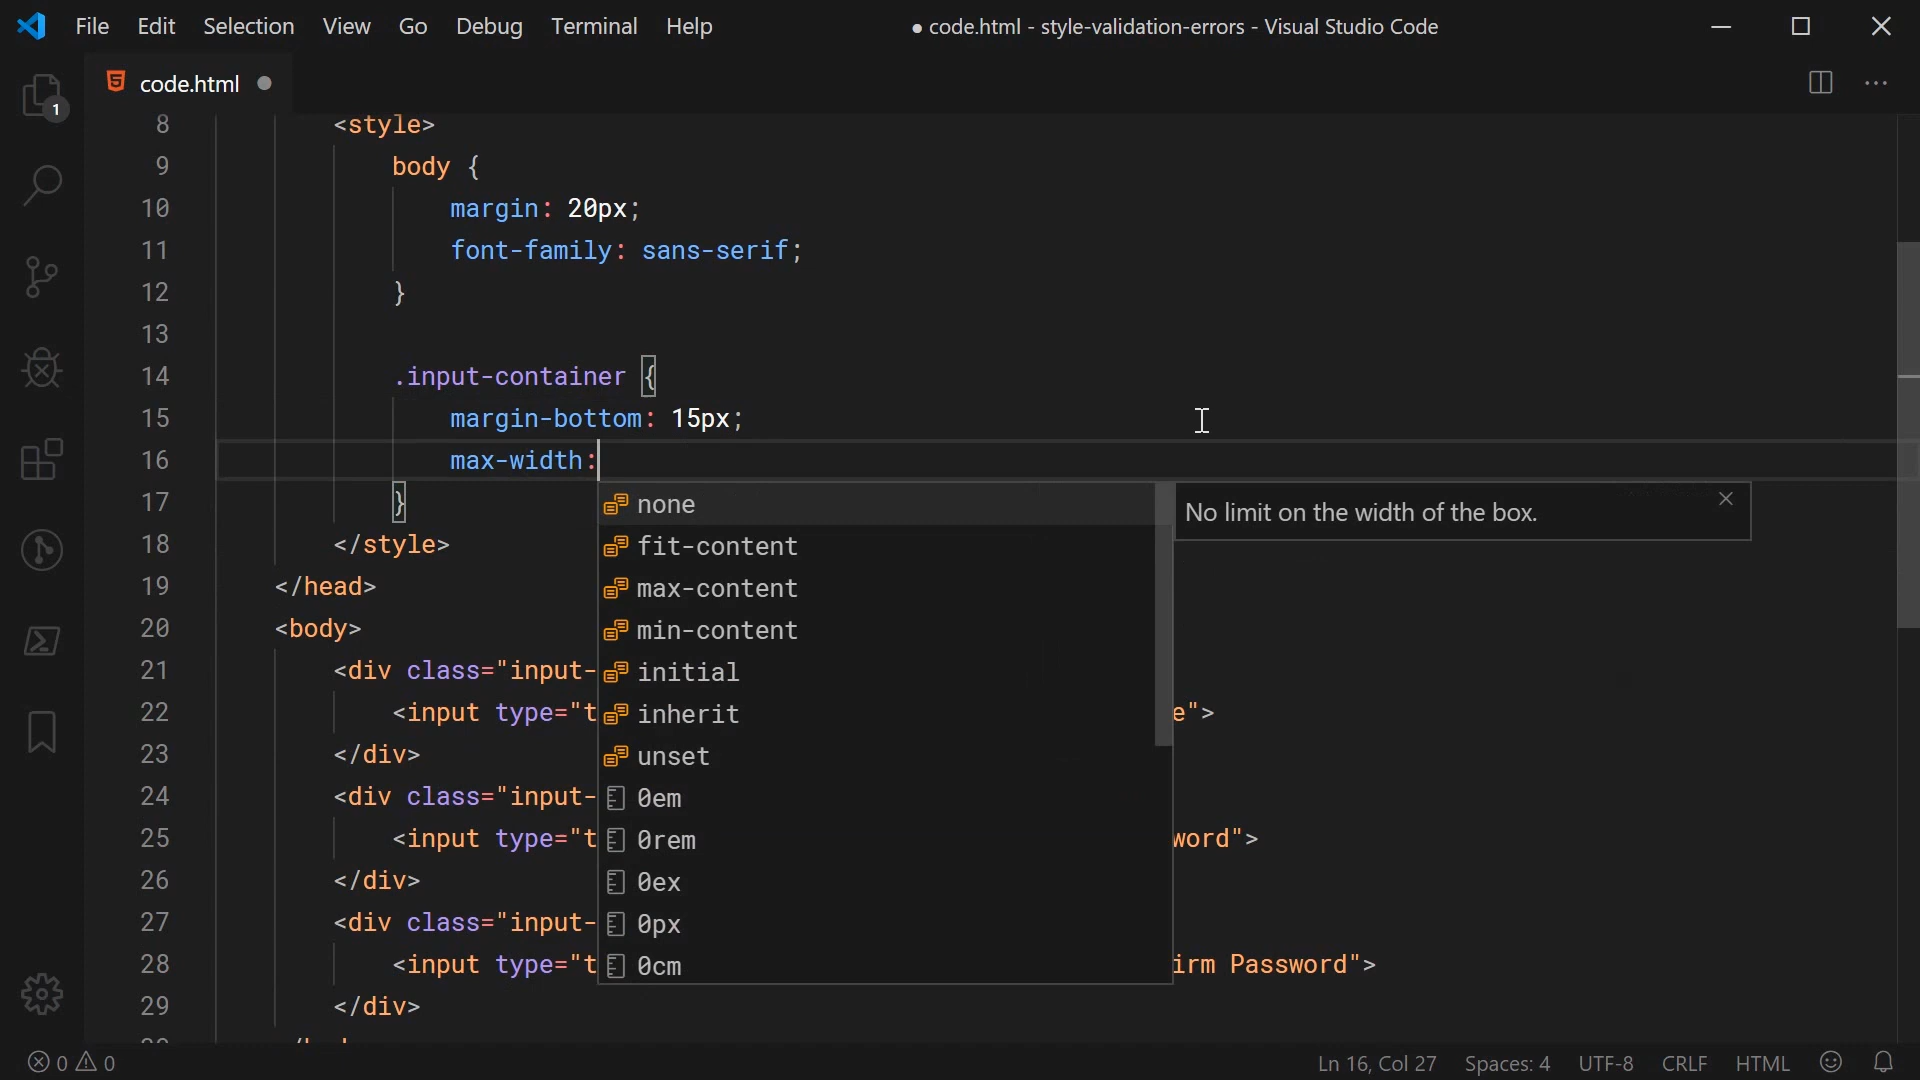 File Edit Selection View Go Debug Terminal Help ● code.html - style-validation-errors - Visual Studio Code
code.html
1
8 <style>
9 body {
10 margin: 20px;
11 font-family: sans-serif;
12 }
13
14 .input-container {
15 margin-bottom: 15px;
16 max-width:
17 }
none
No limit on the width of the box.
18 </style>
fit-content
19 </head>
max-content
20 <body>
min-content
21 <div class="input-
initial
22 <input type="t
inherit
e">
23 </div>
unset
24 <div class="input-
0em
25 <input type="t
0rem
word">
26 </div>
0ex
27 <div class="input-
0px
28 <input type="t
0cm
irm Password">
29 </div>
0 0 Ln 16, Col 27 Spaces: 4 UTF-8 CRLF HTML